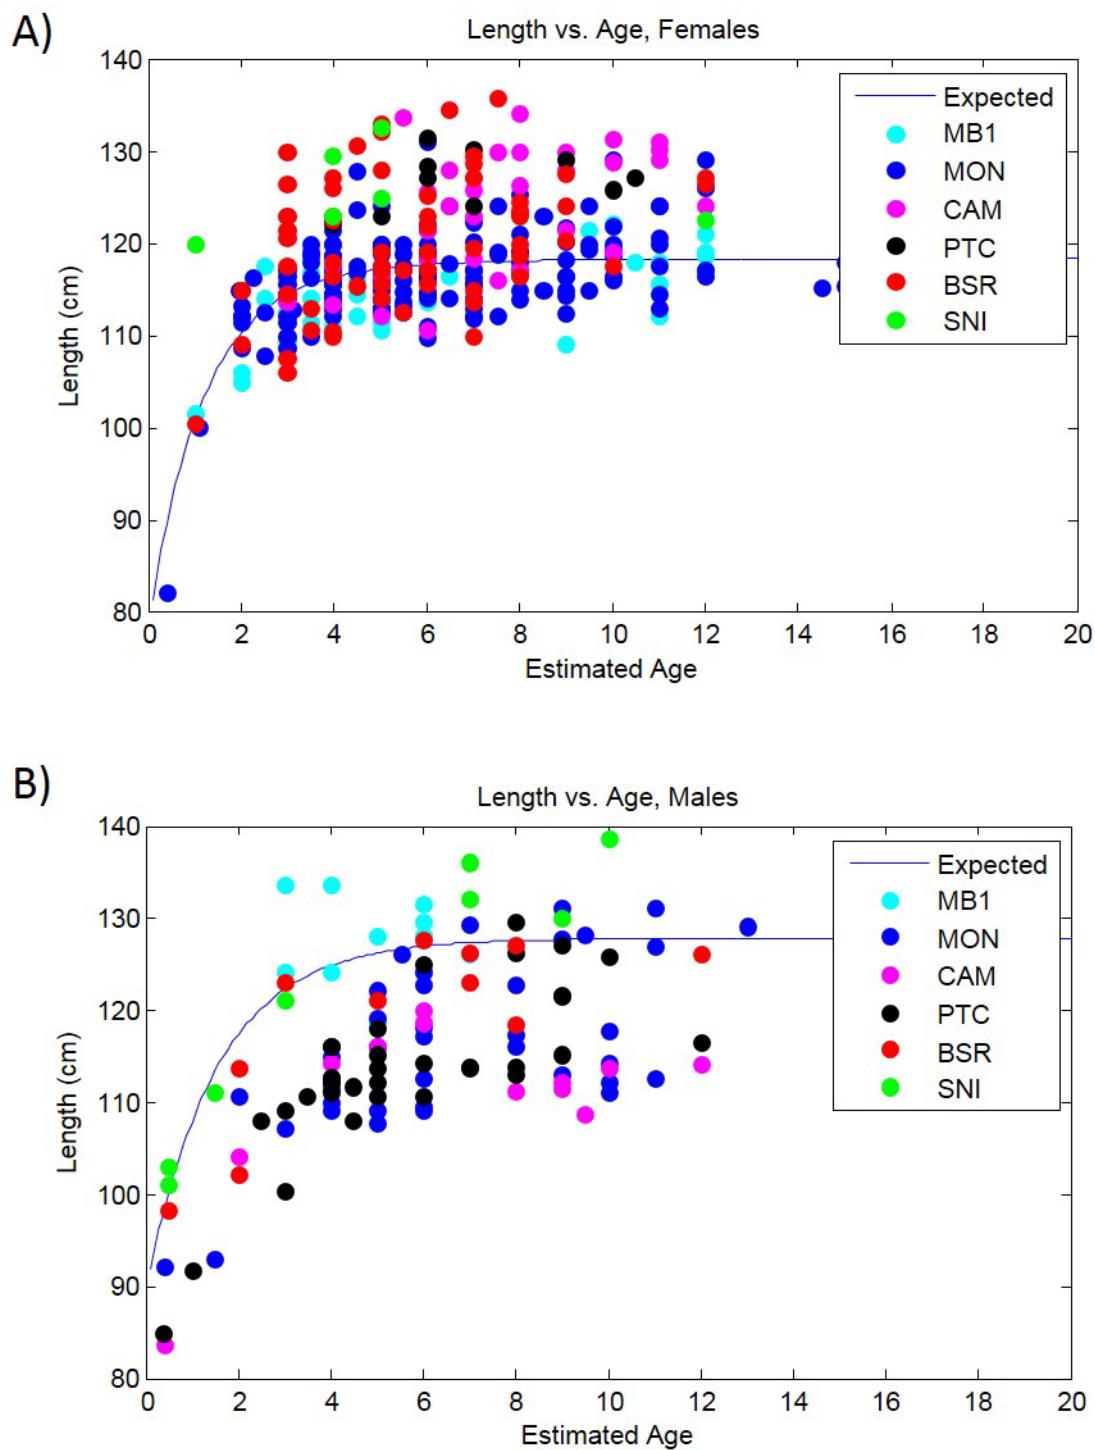 A)
Length vs. Age, Females
140
130
120
110
100
90
80
Length (cm)
Expected
MB1
MON
CAM
PTC
BSR
SNI
0 2 4 6 8 10 12 14 16 18 20
Estimated Age
B)
Length vs. Age, Males
140
130
120
110
100
90
80
Length (cm)
Expected
MB1
MON
CAM
PTC
BSR
SNI
0 2 4 6 8 10 12 14 16 18 20
Estimated Age